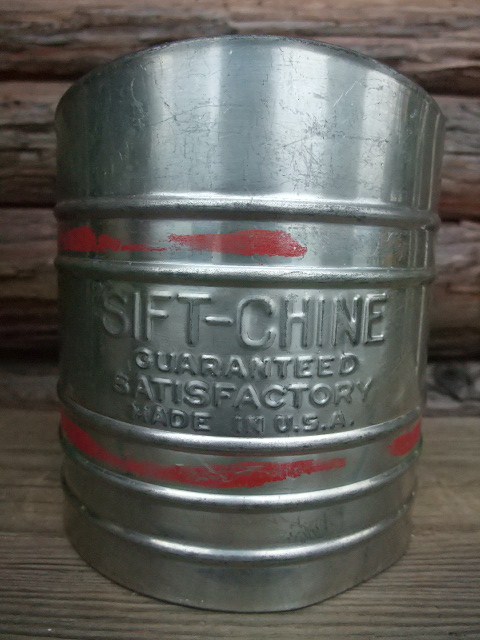 SIFT-CHINE
GUARANTEED
SATISFACTORY
MADE IN U.S.A.